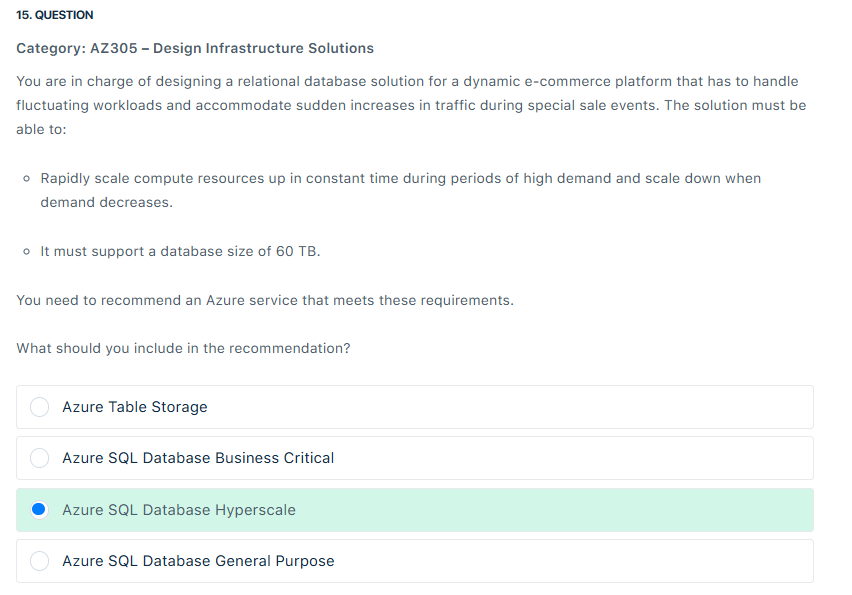 15. QUESTION
Category: AZ305 – Design Infrastructure Solutions
You are in charge of designing a relational database solution for a dynamic e-commerce platform that has to handle
fluctuating workloads and accommodate sudden increases in traffic during special sale events. The solution must be
able to:
Rapidly scale compute resources up in constant time during periods of high demand and scale down when
demand decreases.
It must support a database size of 60 TB.
You need to recommend an Azure service that meets these requirements.
What should you include in the recommendation?
Azure Table Storage
Azure SQL Database Business Critical
Azure SQL Database Hyperscale
Azure SQL Database General Purpose